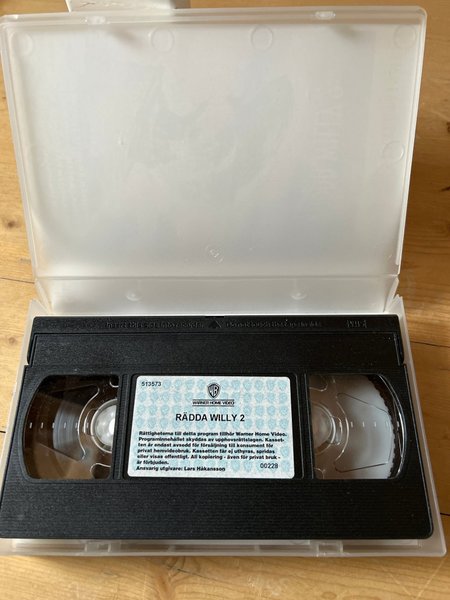 513573
WARNER HOME VIDEO
RÄDDA WILLY 2
Rättigheterna till detta program tillhör Warner Home Video.
Programinnehållet skyddas av upphovsrättslagen. Kasset-
ten är endast avsedd för försäljning till konsument för
privat hemvideobruk. Kassetten får ej uthyras, spridas
eller visas offentligt. All kopiering - även för privat bruk -
är förbjuden.
Ansvarig utgivare: Lars Håkansson
00228